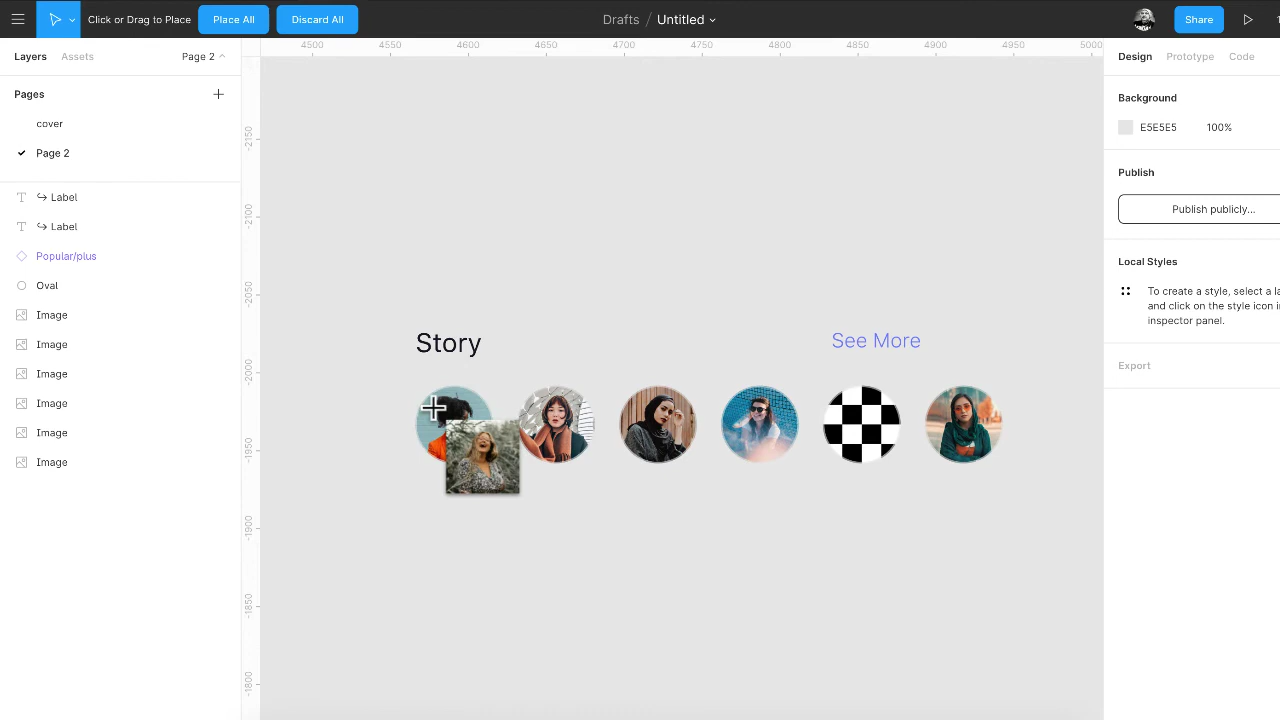 Click or Drag to Place Place All Discard All Drafts / Untitled Share 1
Layers Assets Page 2
Pages
cover
Page 2
Label
Label
Popular/plus
Oval
Image
Image
Image
Image
Image
Image
4500 4550 4600 4650 4700 4750 4800 4850 4900 4950 5000
-2150
-2100
-2050
-2000
-1950
-1900
-1850
-1800
Story See More
Design Prototype Code
Background
E5E5E5 100%
Publish
Publish publicly...
Local Styles
To create a style, select a la
and click on the style icon i
inspector panel.
Export